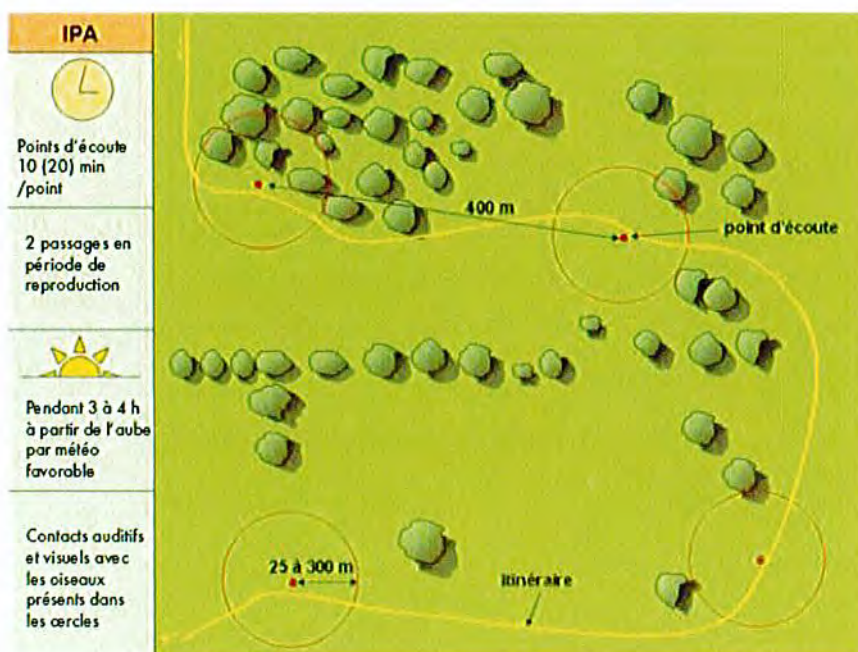 IPA
Points d'écoute
10 (20) min
/point
2 passages en
période de
reproduction
Pendant 3 à 4 h
à partir de l'aube
par météo
favorable
Contacts auditifs
et visuels avec
les oiseaux
présents dans
les cercles
400 m
point d'écoute
25 à 300 m
Itinéraire